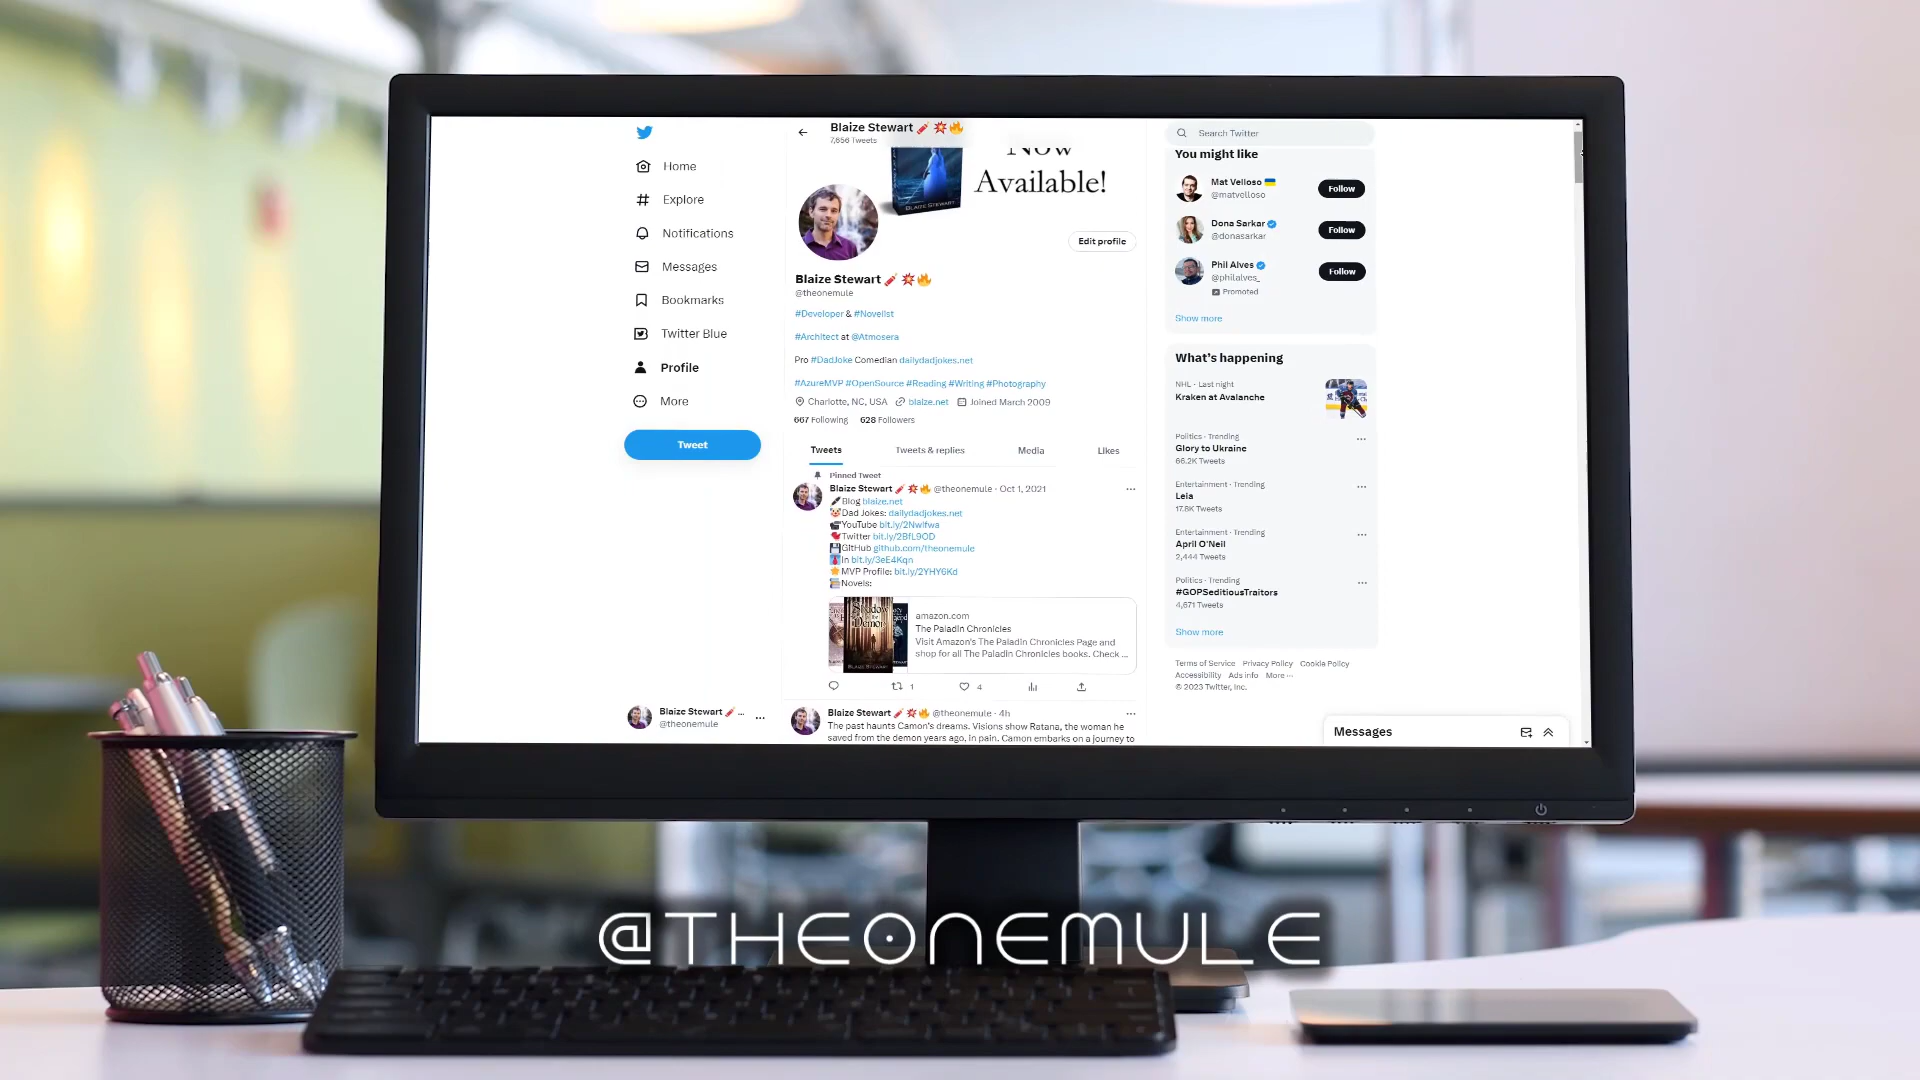 Home
Explore
Notifications
Messages
Bookmarks
Twitter Blue
Profile
More
Tweet
Blaize Stewart 🧨 ...
@theonemule
Blaize Stewart 🧨 💥🔥
7,656 Tweets
Now
Available!
BLAIZE STEWART
Edit profile
Blaize Stewart 🧨 💥🔥
@theonemule
#Developer & #Novelist
#Architect at @Atmosera
Pro #DadJoke Comedian dailydadjokes.net
#AzureMVP #OpenSource #Reading #Writing #Photography
Charlotte, NC, USA blaize.net Joined March 2009
667 Following 628 Followers
Tweets Tweets & replies Media Likes
Pinned Tweet
Blaize Stewart 🧨 💥🔥 @theonemule · Oct 1, 2021
Blog blaize.net
Dad Jokes: dailydadjokes.net
YouTube bit.ly/2Nwlfwa
Twitter bit.ly/2BfL9OD
GitHub github.com/theonemule
In bit.ly/3eE4Kqn
MVP Profile: bit.ly/2YHY6Kd
Novels:
Shadow
of the
Demon
BLAIZE STEWART
amazon.com
The Paladin Chronicles
Visit Amazon's The Paladin Chronicles Page and
shop for all The Paladin Chronicles books. Check ...
1 4
Blaize Stewart 🧨 💥🔥 @theonemule · 4h
The past haunts Camon's dreams. Visions show Ratana, the woman he
saved from the demon years ago, in pain. Camon embarks on a journey to
Search Twitter
You might like
Mat Velloso 🇺🇦
@matvelloso
Follow
Dona Sarkar
@donasarkar
Follow
Phil Alves
@philalves_
Promoted
Follow
Show more
What's happening
NHL · Last night
Kraken at Avalanche
Politics · Trending
Glory to Ukraine
66.2K Tweets
Entertainment · Trending
Leia
17.8K Tweets
Entertainment · Trending
April O'Neil
2,444 Tweets
Politics · Trending
#GOPSeditiousTraitors
4,671 Tweets
Show more
Terms of Service Privacy Policy Cookie Policy
Accessibility Ads info More ...
© 2023 Twitter, Inc.
Messages
@THEONEMULE